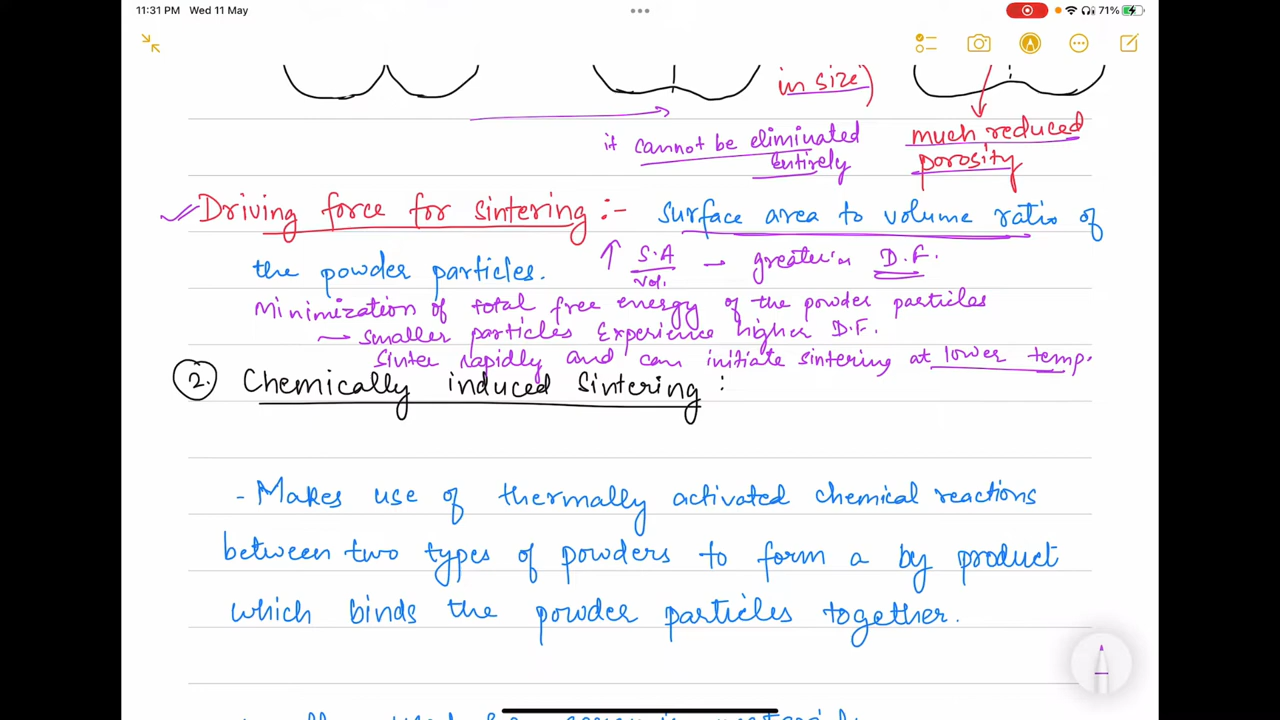 11:31 PM Wed 11 May
71%
in size)
it cannot be eliminated
entirely
much reduced
porosity
Driving force for sintering :- surface area to volume ratio of
the powder particles. ↑ S.A/vol. – greater is D.F.
Minimization of total free energy of the powder particles
→ smaller particles experience higher D.F.
sinter rapidly and can initiate sintering at lower temp.
2. Chemically induced Sintering :
- Makes use of thermally activated chemical reactions
between two types of powders to form a by product
which binds the powder particles together.